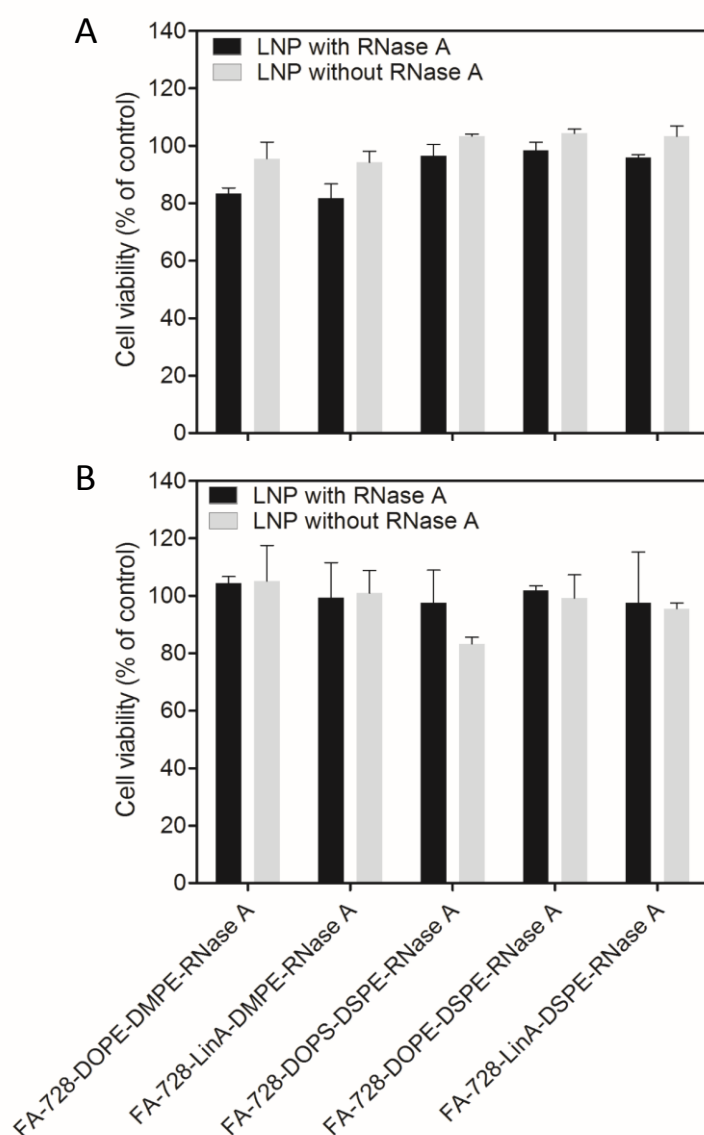 A
140
LNP with RNase A
LNP without RNase A
120
100
80
60
40
20
0
Cell viability (% of control)
B
140
LNP with RNase A
LNP without RNase A
120
100
80
60
40
20
0
Cell viability (% of control)
FA-728-DOPE-DMPE-RNase A
FA-728-LinA-DMPE-RNase A
FA-728-DOPS-DSPE-RNase A
FA-728-DOPE-DSPE-RNase A
FA-728-LinA-DSPE-RNase A